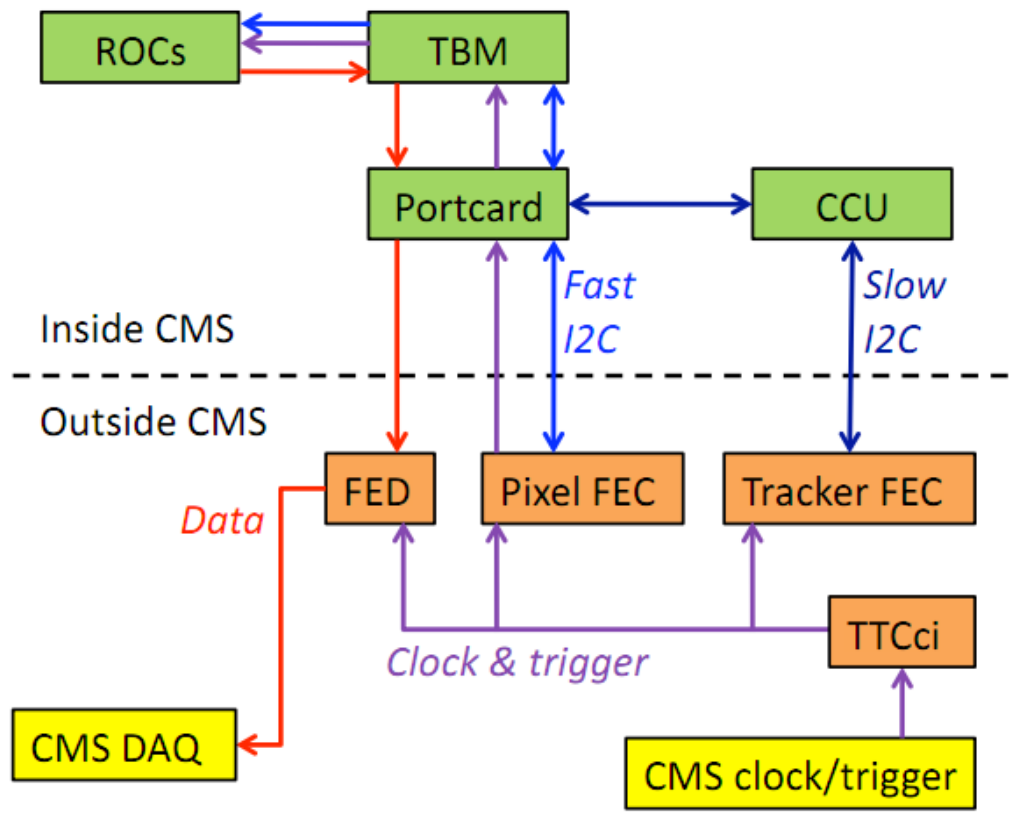 ROCs
TBM
Portcard
CCU
Fast
I2C
Slow
I2C
Inside CMS
Outside CMS
FED
Pixel FEC
Tracker FEC
Data
TTCci
Clock & trigger
CMS DAQ
CMS clock/trigger